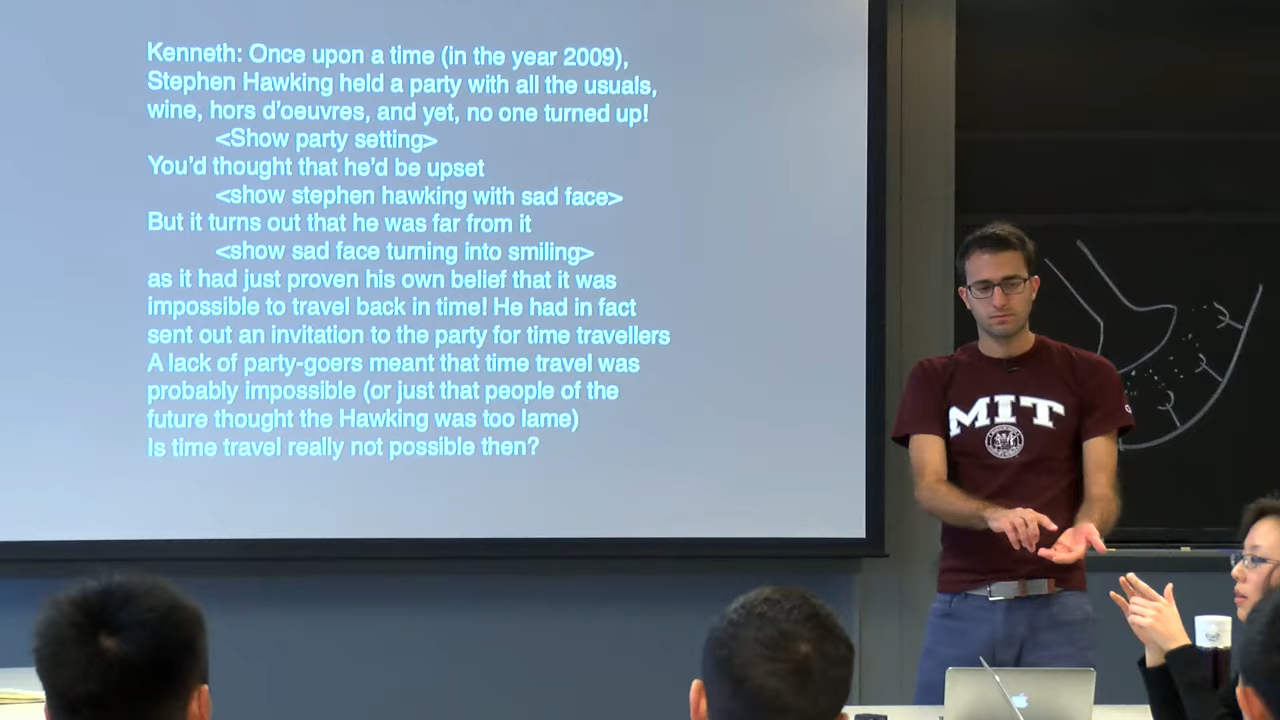 Kenneth: Once upon a time (in the year 2009),
Stephen Hawking held a party with all the usuals,
wine, hors d'oeuvres, and yet, no one turned up!
<Show party setting>
You'd thought that he'd be upset
<show stephen hawking with sad face>
But it turns out that he was far from it
<show sad face turning into smiling>
as it had just proven his own belief that it was
impossible to travel back in time! He had in fact
sent out an invitation to the party for time travellers
A lack of party-goers meant that time travel was
probably impossible (or just that people of the
future thought the Hawking was too lame)
Is time travel really not possible then?
MIT